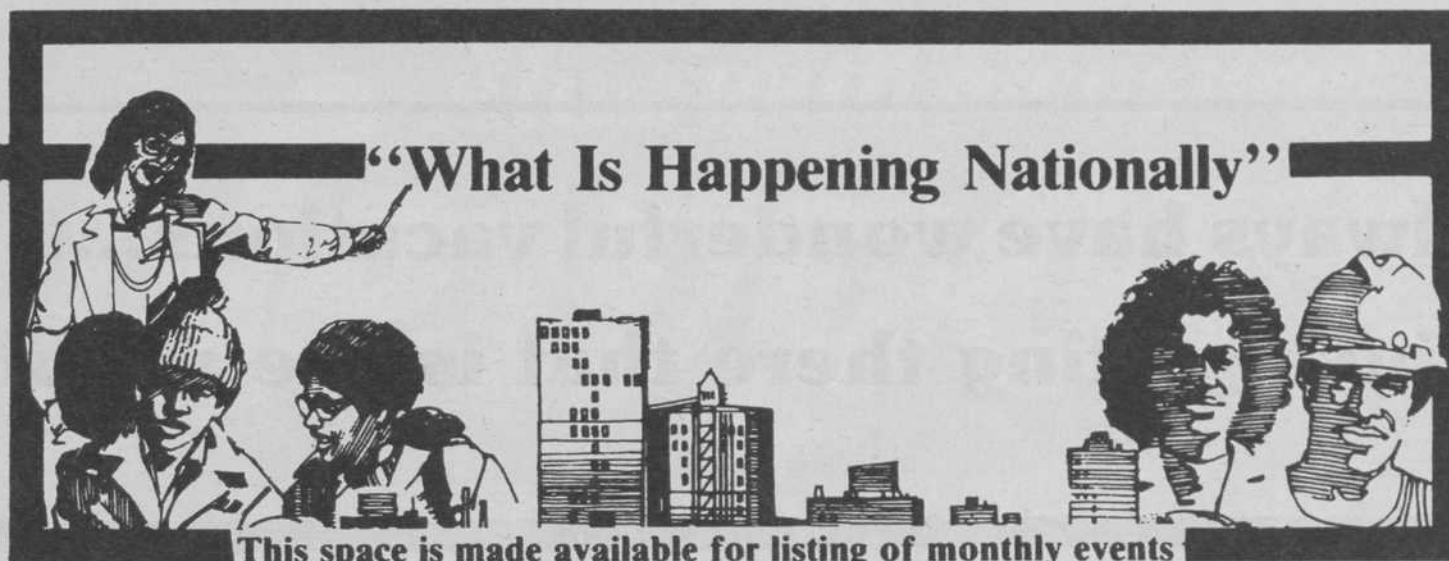 “What Is Happening Nationally”
This space is made available for listing of monthly events